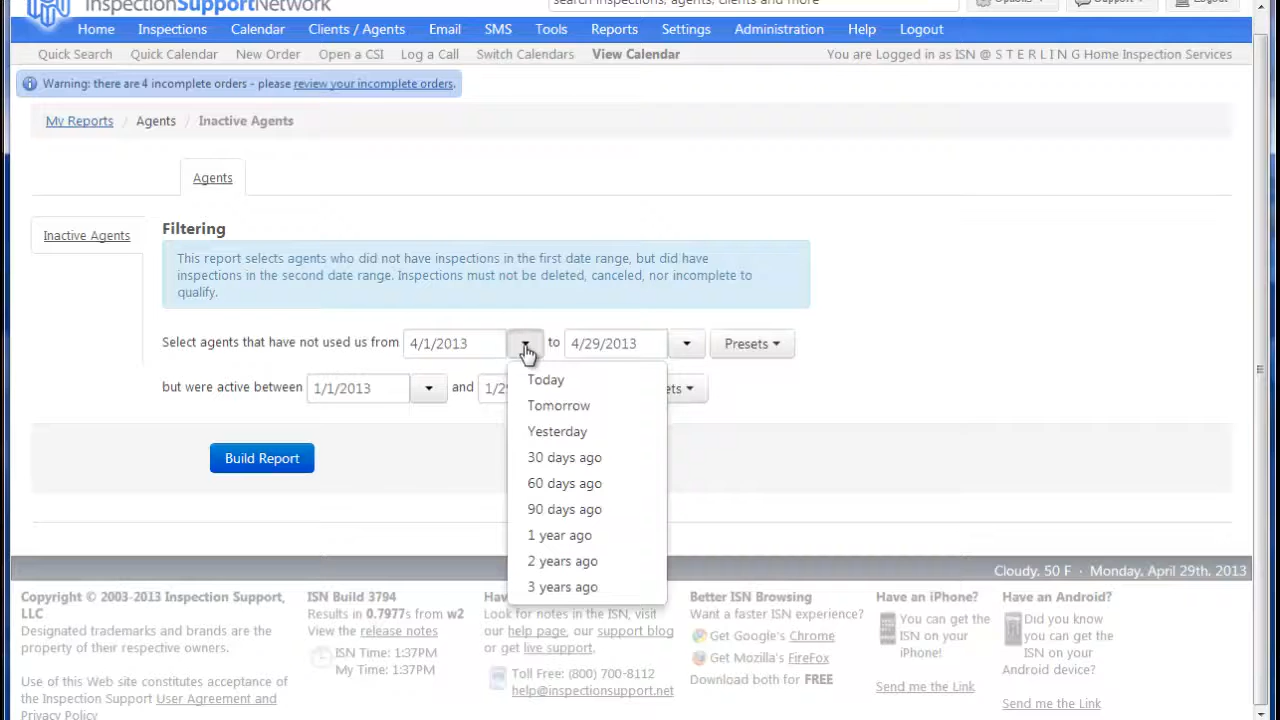 InspectionSupportNetwork
search inspections, agents, clients and more
Options
Support
Logout
Home Inspections Calendar Clients / Agents Email SMS Tools Reports Settings Administration Help Logout
Quick Search Quick Calendar New Order Open a CSI Log a Call Switch Calendars View Calendar You are Logged in as ISN @ S T E R L I N G Home Inspection Services
Warning: there are 4 incomplete orders - please review your incomplete orders.
My Reports / Agents / Inactive Agents
Agents
Inactive Agents
Filtering
This report selects agents who did not have inspections in the first date range, but did have
inspections in the second date range. Inspections must not be deleted, canceled, nor incomplete to
qualify.
Select agents that have not used us from 4/1/2013 to 4/29/2013 Presets
but were active between 1/1/2013 and
Today
Tomorrow
Yesterday
30 days ago
60 days ago
90 days ago
1 year ago
2 years ago
3 years ago
Build Report
Cloudy, 50 F · Monday, April 29th, 2013
Copyright © 2003-2013 Inspection Support,
LLC
Designated trademarks and brands are the
property of their respective owners.
Use of this Web site constitutes acceptance of
the Inspection Support User Agreement and
Privacy Policy
ISN Build 3794
Results in 0.7977s from w2
View the release notes
ISN Time: 1:37PM
My Time: 1:37PM
Look for notes in the ISN, visit
our help page, our support blog
or get live support.
Toll Free: (800) 700-8112
help@inspectionsupport.net
Better ISN Browsing
Want a faster ISN experience?
Get Google's Chrome
Get Mozilla's FireFox
Download both for FREE
Have an iPhone?
You can get the
ISN on your
iPhone!
Send me the Link
Have an Android?
Did you know
you can get the
ISN on your
Android device?
Send me the Link